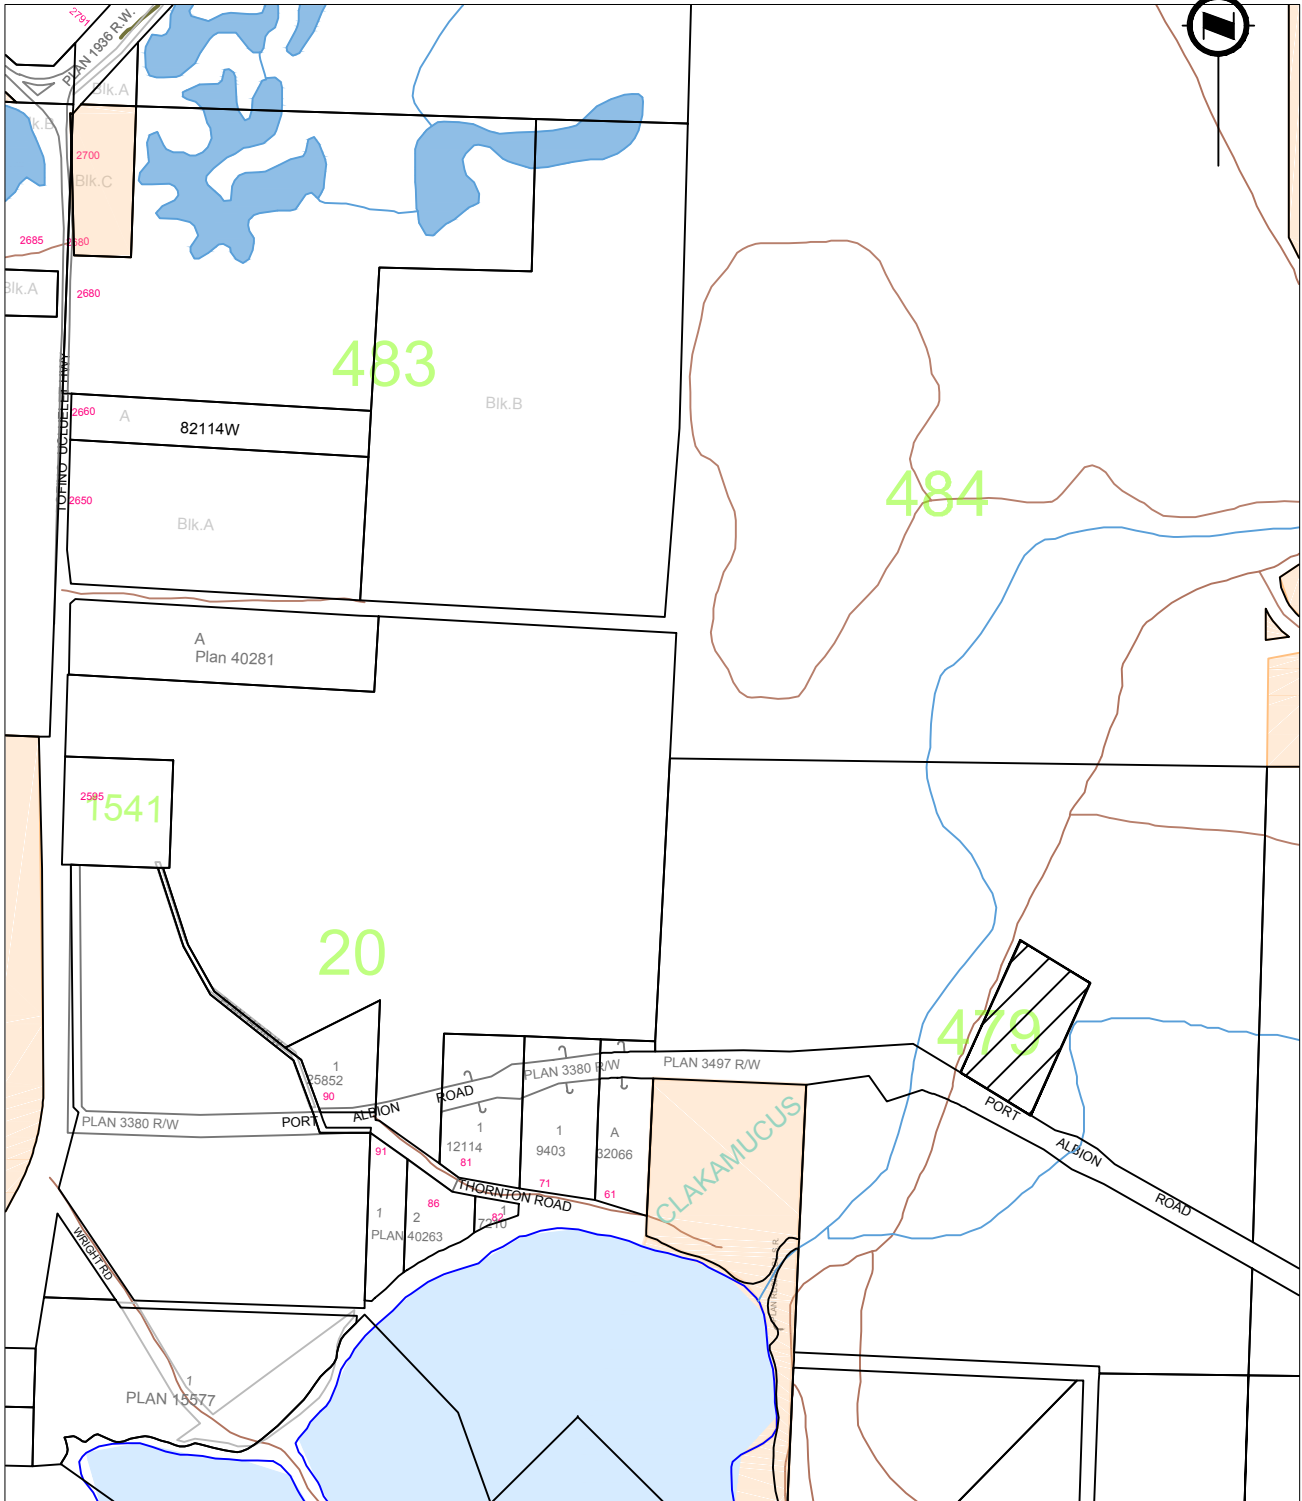 2791
PLAN 1936 R.W.
Blk.A
k.B
2700
Blk.C
2685
2680
Blk.A
2680
483
TOFINO UCLUELET HWY
2660
A
82114W
Blk.B
484
2650
Blk.A
A
Plan 40281
2595
1541
20
479
1
25852
90
PLAN 3380 R/W
PORT ALBION ROAD
PLAN 3380 R/W
PLAN 3497 R/W
PORT ALBION ROAD
1
12114
81
1
9403
71
A
32066
61
CLAKAMUCUS
91
86
THORNTON ROAD
1
7210
82
1
2
PLAN 40263
WRIGHT RD
1
PLAN 15577